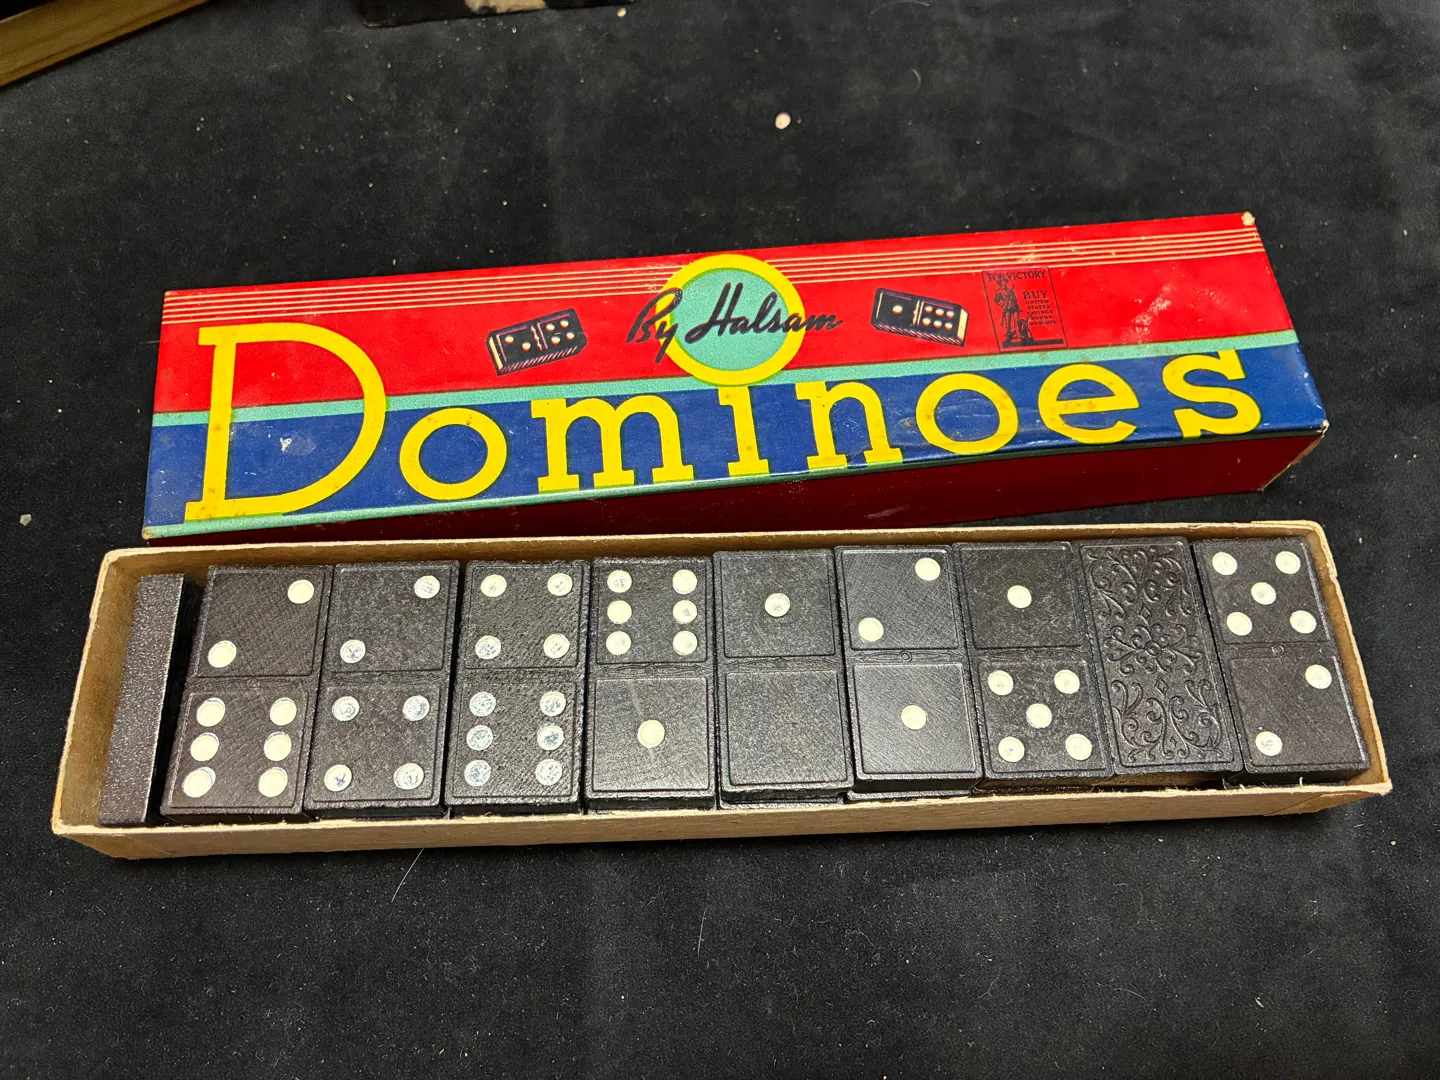 By Halsam
FOR VICTORY
BUY
UNITED
STATES
SAVINGS
BONDS
Dominoes